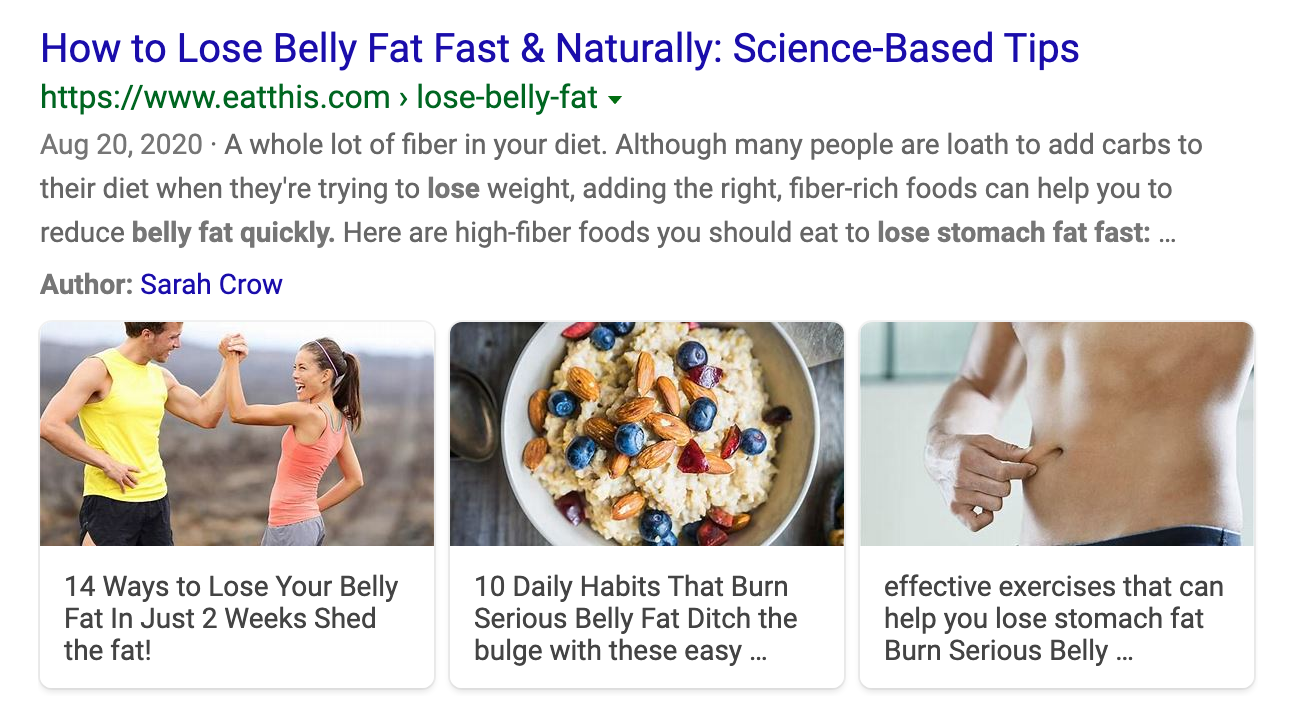 How to Lose Belly Fat Fast & Naturally: Science-Based Tips
https://www.eatthis.com › lose-belly-fat
Aug 20, 2020 · A whole lot of fiber in your diet. Although many people are loath to add carbs to
their diet when they're trying to lose weight, adding the right, fiber-rich foods can help you to
reduce belly fat quickly. Here are high-fiber foods you should eat to lose stomach fat fast: ...
Author: Sarah Crow
14 Ways to Lose Your Belly
Fat In Just 2 Weeks Shed
the fat!
10 Daily Habits That Burn
Serious Belly Fat Ditch the
bulge with these easy ...
effective exercises that can
help you lose stomach fat
Burn Serious Belly ...